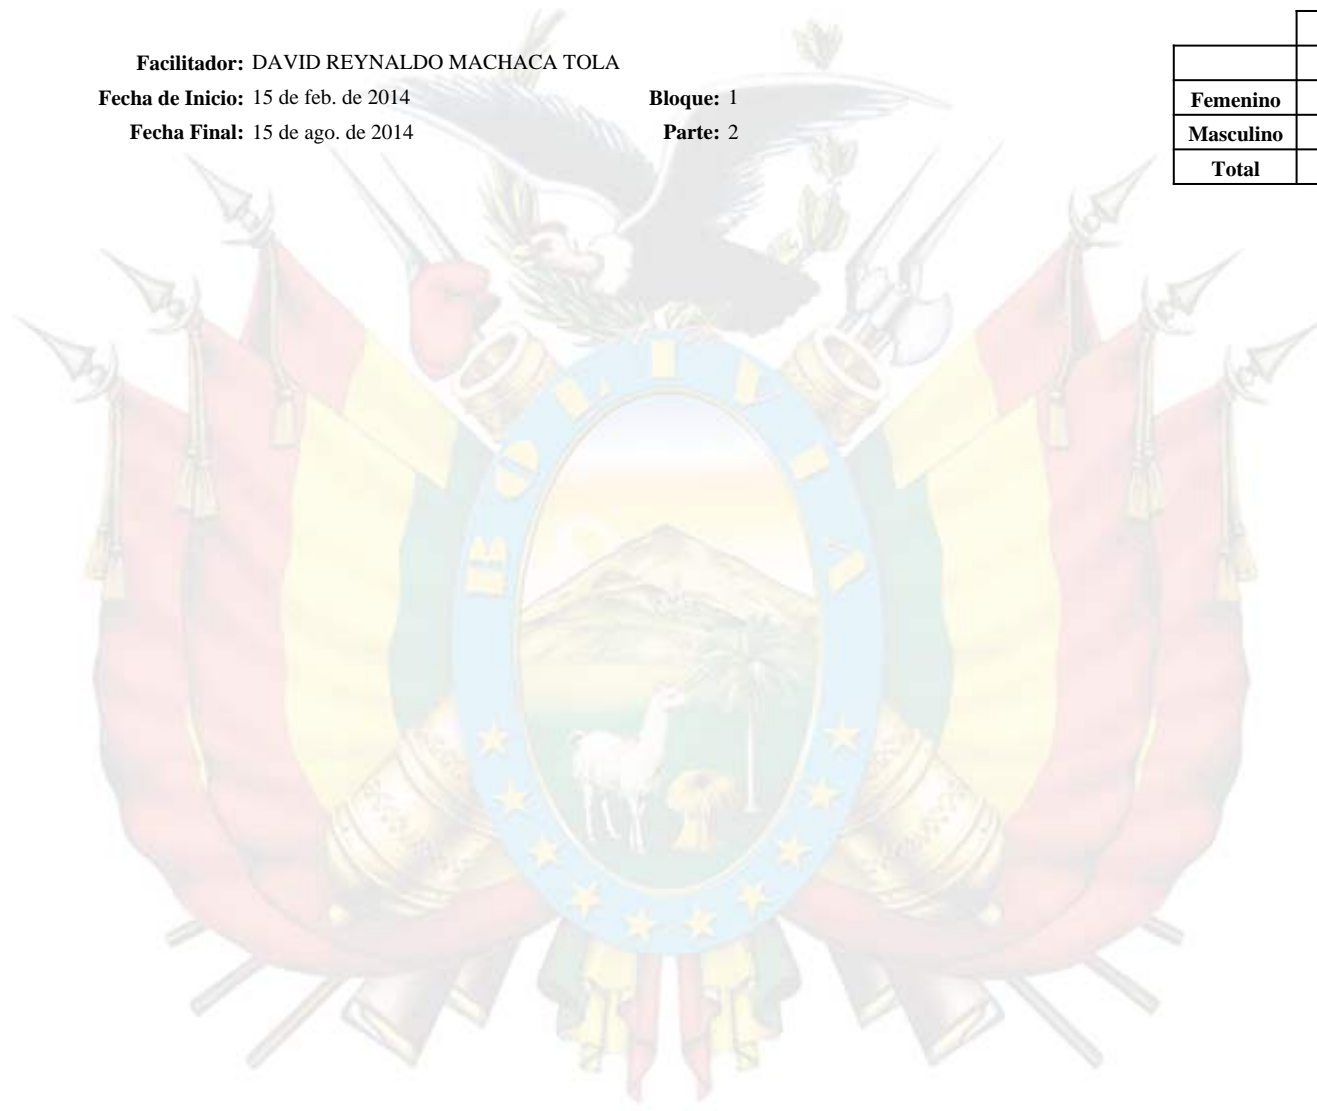 Facilitador: DAVID REYNALDO MACHACA TOLA
Fecha de Inicio: 15 de feb. de 2014 Bloque: 1
Fecha Final: 15 de ago. de 2014 Parte: 2
Femenino
Masculino
Total
BOLIVIA